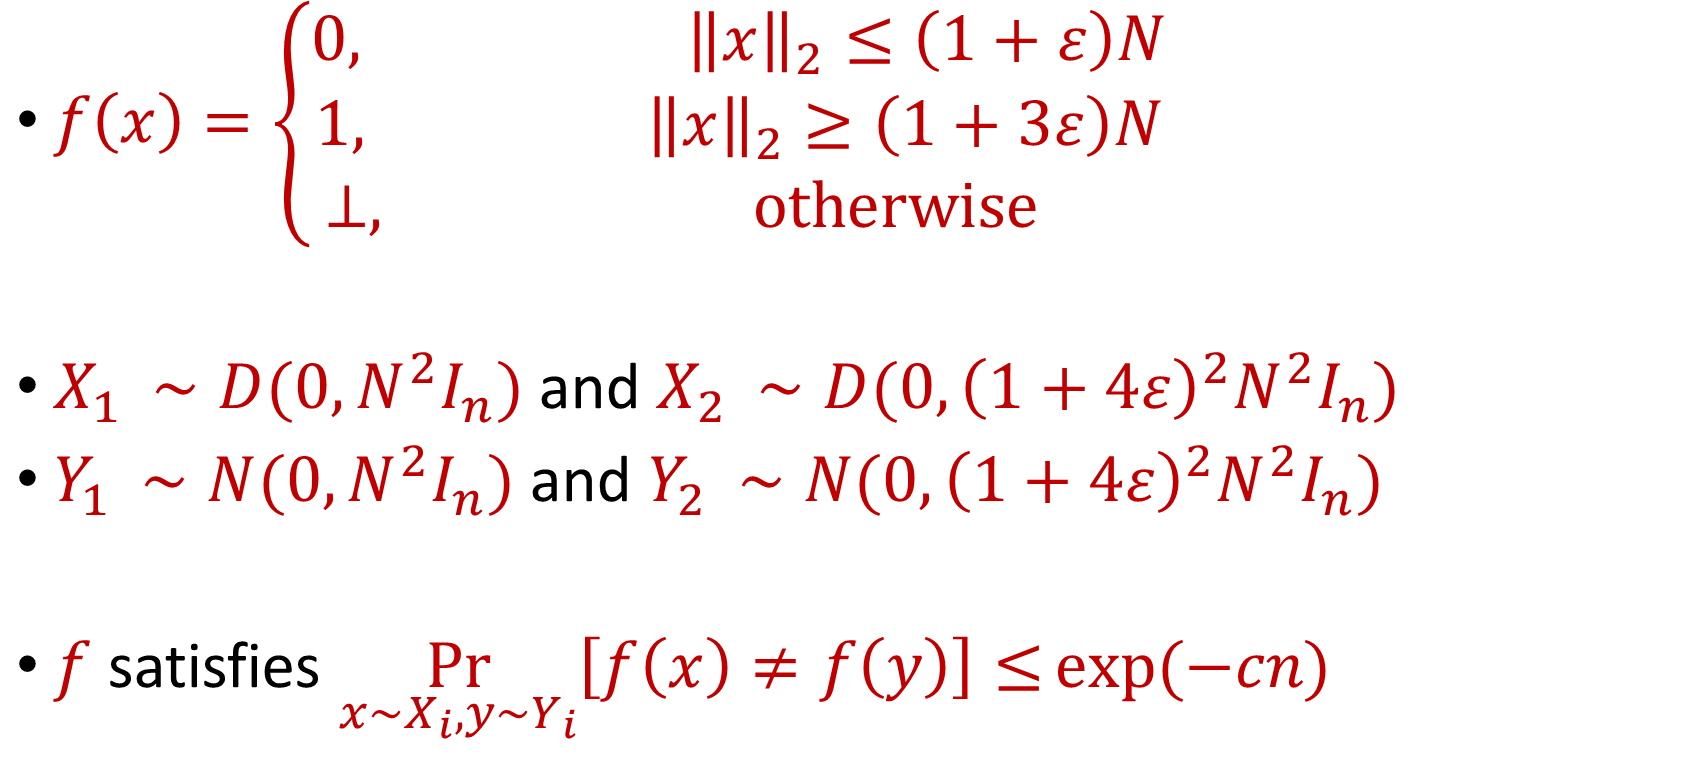 • f(x) = { 0, ‖x‖₂ ≤ (1 + ε)N
1, ‖x‖₂ ≥ (1 + 3ε)N
⊥, otherwise
• X₁ ~ D(0, N²Iₙ) and X₂ ~ D(0, (1 + 4ε)²N²Iₙ)
• Y₁ ~ N(0, N²Iₙ) and Y₂ ~ N(0, (1 + 4ε)²N²Iₙ)
• f satisfies Pr [f(x) ≠ f(y)] ≤ exp(−cn)
x~Xᵢ,y~Yᵢ